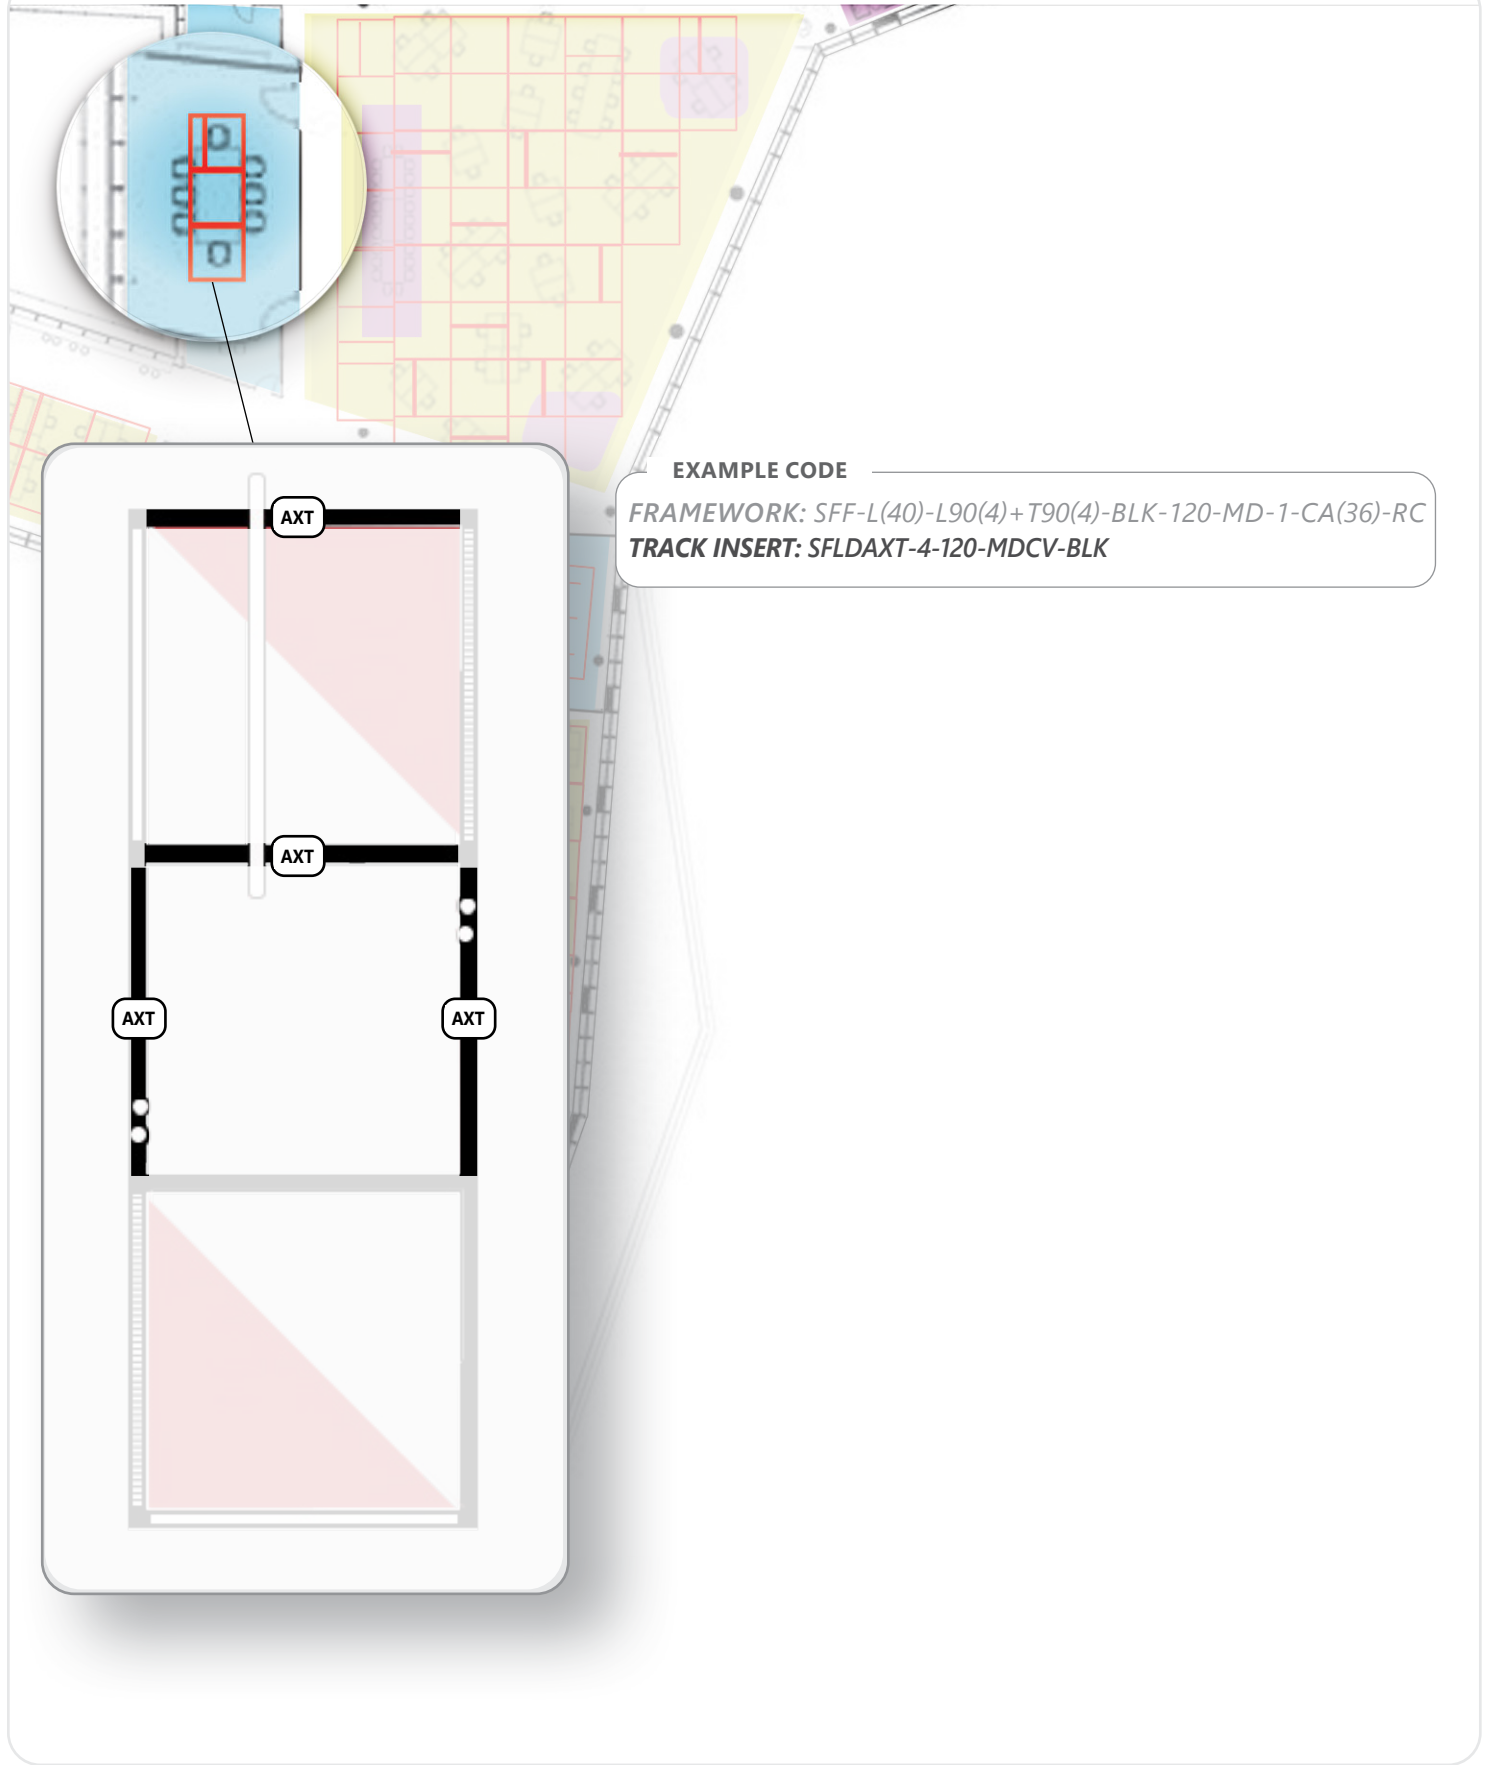 EXAMPLE CODE
FRAMEWORK: SFF-L(40)-L90(4)+T90(4)-BLK-120-MD-1-CA(36)-RC
TRACK INSERT: SFLDAXT-4-120-MDCV-BLK
AXT
AXT
AXT
AXT